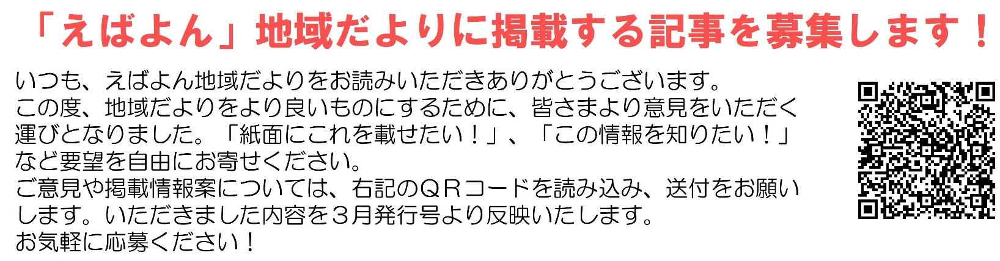 「えばよん」地域だよりに掲載する記事を募集します！
いつも、えばよん地域だよりをお読みいただきありがとうございます。
この度、地域だよりをより良いものにするために、皆さまより意見をいただく
運びとなりました。「紙面にこれを載せたい！」、「この情報を知りたい！」
など要望を自由にお寄せください。
ご意見や掲載情報案については、右記のＱＲコードを読み込み、送付をお願い
します。いただきました内容を３月発行号より反映いたします。
お気軽に応募ください！